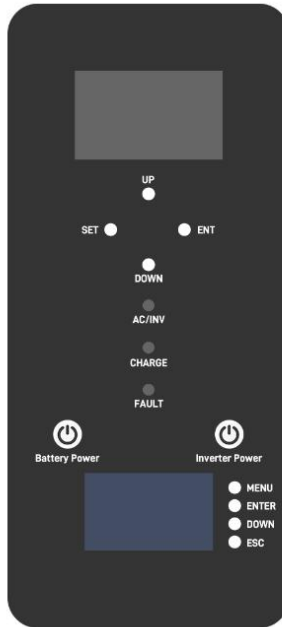 UP
SET ENT
DOWN
AC/INV
CHARGE
FAULT
Battery Power Inverter Power
MENU
ENTER
DOWN
ESC